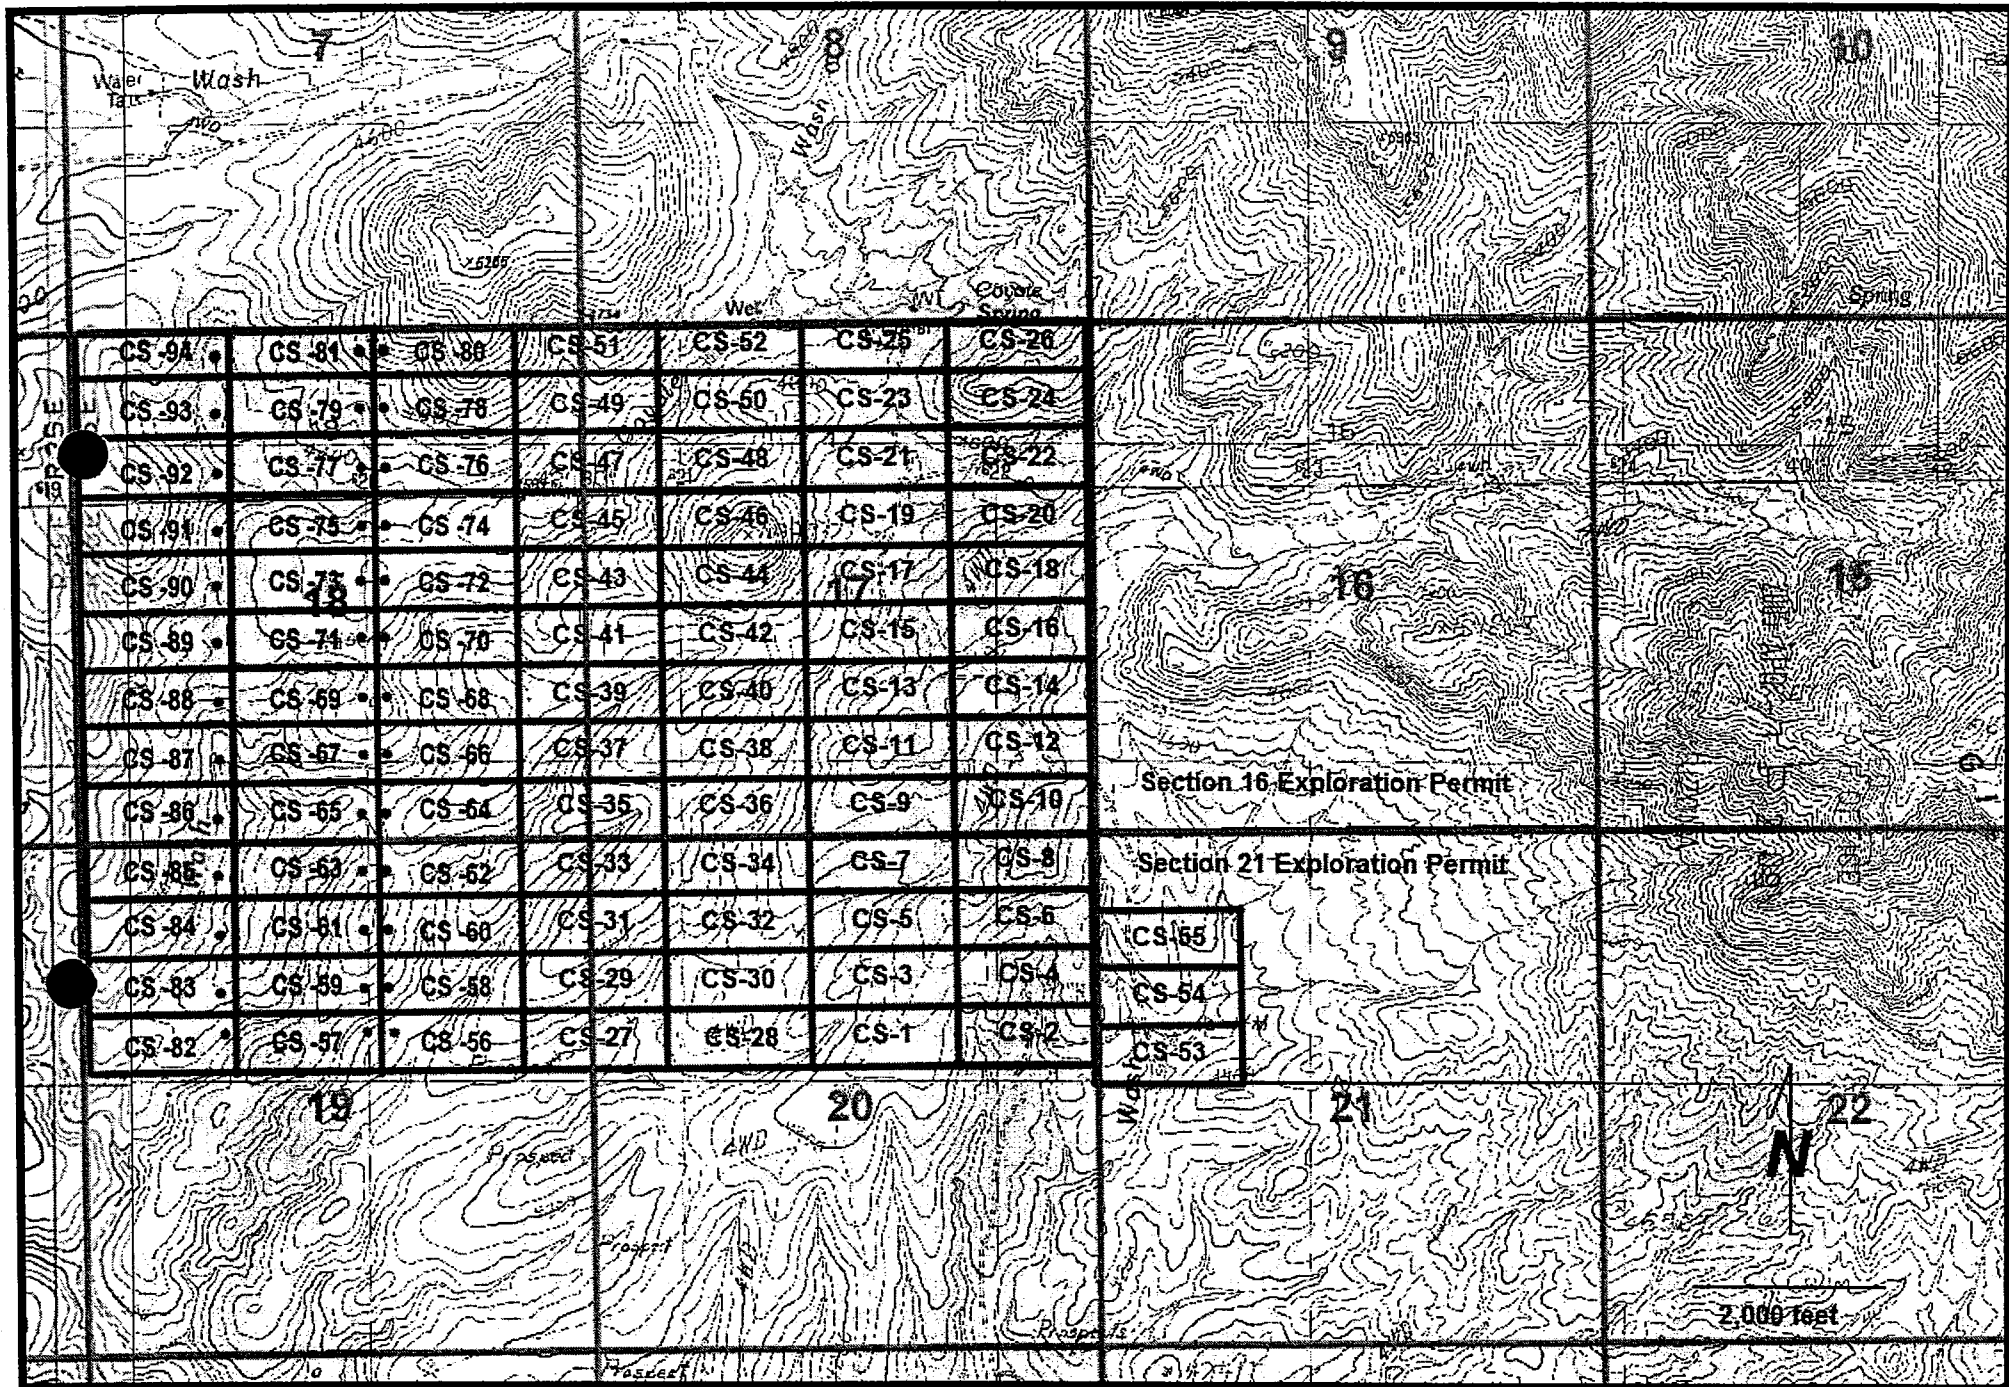 7
8
9
10
Water
Wash
4WD
4400
Wash
×5265
Coyote
Spring
Wet
Spring
CS -94
CS -81
CS -80
CS-51
CS-52
CS-25
CS-26
CS -93
CS -79
CS -78
CS-49
CS-50
CS-23
CS-24
CS -92
CS -77
CS -76
CS-47
CS-48
CS-21
CS-22
CS -91
CS -75
CS -74
CS-45
CS-46
CS-19
CS-20
CS -90
CS -73
CS -72
CS-43
CS-44
CS-17
CS-18
18
17
16
15
CS -89
CS -71
CS -70
CS-41
CS-42
CS-15
CS-16
CS -88
CS -69
CS -68
CS-39
CS-40
CS-13
CS-14
CS -87
CS -67
CS -66
CS-37
CS-38
CS-11
CS-12
Section 16 Exploration Permit
CS -86
CS -65
CS -64
CS-35
CS-36
CS-9
CS-10
CS -85
CS -63
CS -62
CS-33
CS-34
CS-7
CS-8
Section 21 Exploration Permit
CS -84
CS -61
CS -60
CS-31
CS-32
CS-5
CS-6
CS-55
CS -83
CS -59
CS -58
CS-29
CS-30
CS-3
CS-4
CS-54
CS -82
CS -57
CS -56
CS-27
CS-28
CS-1
CS-2
CS-53
Wash
19
20
21
22
Prospect
4WD
N
Prospect
2,000 feet
Prospects
Prospect